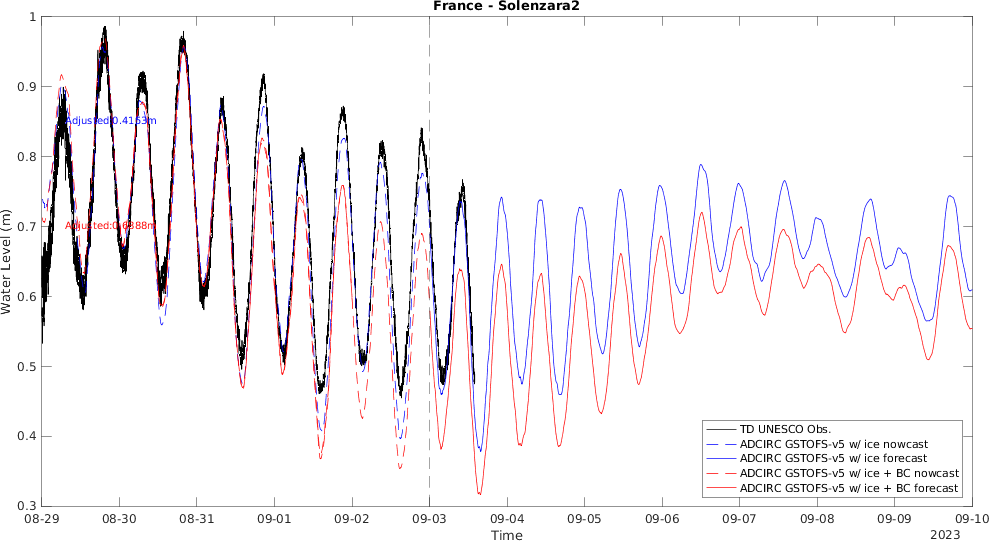 France - Solenzara2
1
0.9
0.8
0.7
0.6
0.5
0.4
0.3
Water Level (m)
Adjusted:0.4153m
TD UNESCO Obs.
ADCIRC GSTOFS-v5 w/ ice nowcast
ADCIRC GSTOFS-v5 w/ ice forecast
ADCIRC GSTOFS-v5 w/ ice + BC nowcast
ADCIRC GSTOFS-v5 w/ ice + BC forecast
08-29 08-30 08-31 09-01 09-02 09-03 09-04 09-05 09-06 09-07 09-08 09-09 09-10
Time
2023